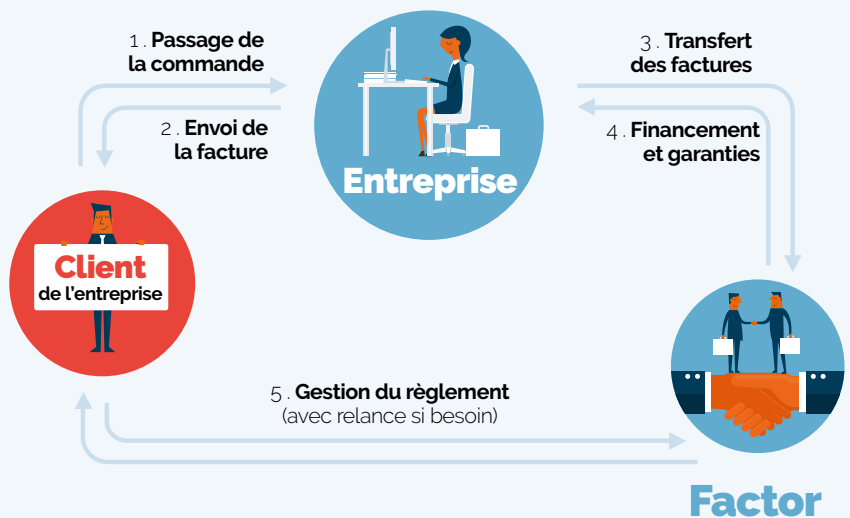 1 . Passage de
la commande
2 . Envoi de
la facture
Entreprise
3 . Transfert
des factures
4 . Financement
et garanties
Client
de l'entreprise
5 . Gestion du règlement
(avec relance si besoin)
Factor